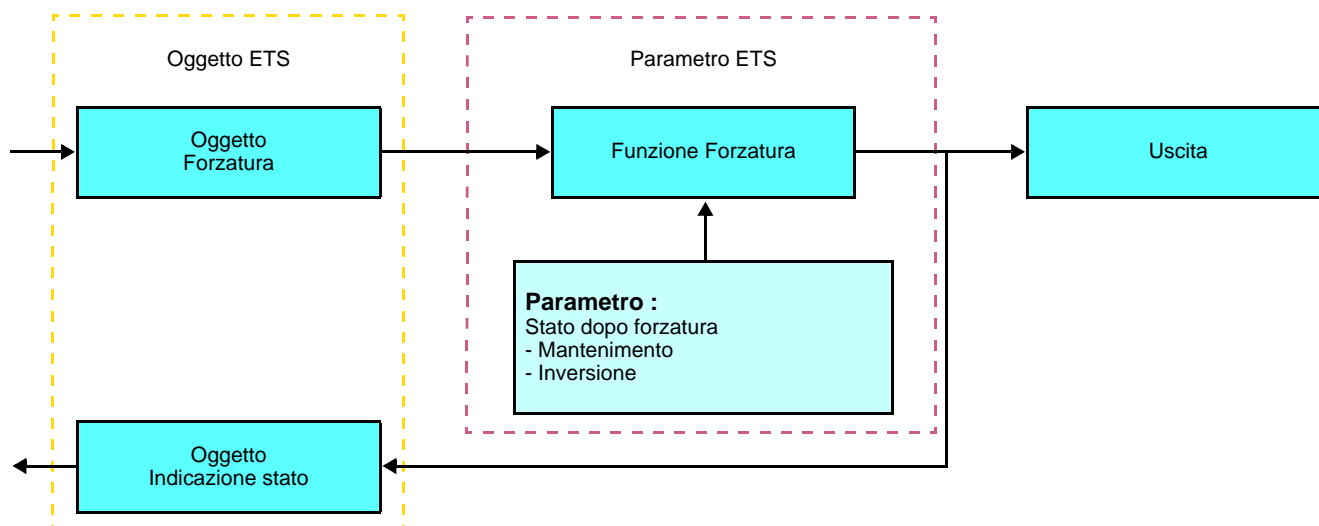 Oggetto ETS
Parametro ETS
Oggetto
Forzatura
Funzione Forzatura
Uscita
Parametro :
Stato dopo forzatura
- Mantenimento
- Inversione
Oggetto
Indicazione stato